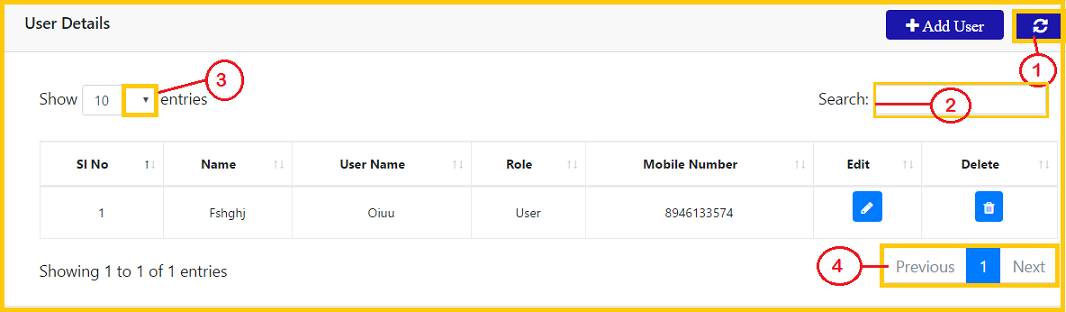 User Details
Add User
1
3
Show 10 entries
Search:
2
Sl No Name User Name Role Mobile Number Edit Delete
1 Fshghj Oiuu User 8946133574
Showing 1 to 1 of 1 entries
4
Previous 1 Next